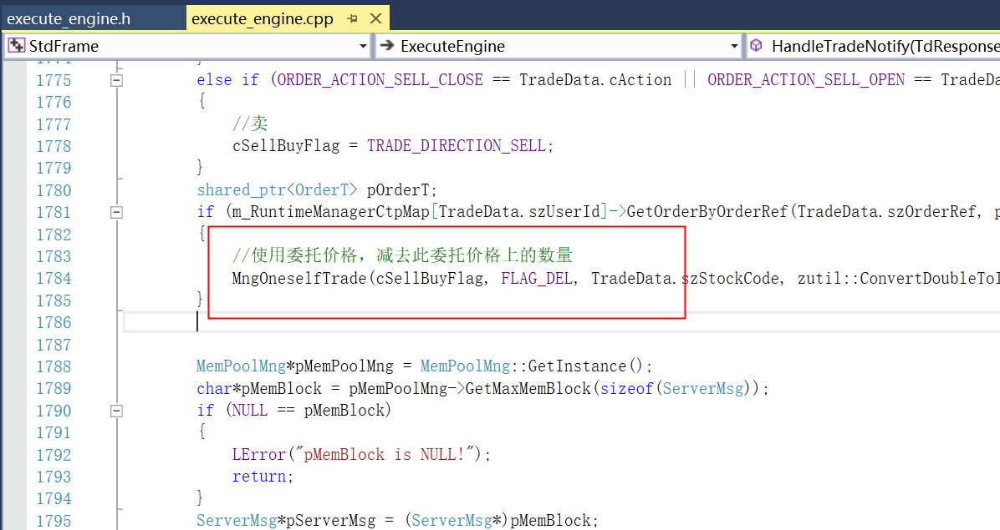 execute_engine.h execute_engine.cpp
StdFrame ExecuteEngine HandleTradeNotify(TdResponse
1775 else if (ORDER_ACTION_SELL_CLOSE == TradeData.cAction || ORDER_ACTION_SELL_OPEN == TradeDa
1776 {
1777 //卖
1778 cSellBuyFlag = TRADE_DIRECTION_SELL;
1779 }
1780 shared_ptr<OrderT> pOrderT;
1781 if (m_RuntimeManagerCtpMap[TradeData.szUserId]->GetOrderByOrderRef(TradeData.szOrderRef, p
1782 {
1783 //使用委托价格，减去此委托价格上的数量
1784 MngOneselfTrade(cSellBuyFlag, FLAG_DEL, TradeData.szStockCode, zutil::ConvertDoubleToI
1785 }
1786
1787
1788 MemPoolMng*pMemPoolMng = MemPoolMng::GetInstance();
1789 char*pMemBlock = pMemPoolMng->GetMaxMemBlock(sizeof(ServerMsg));
1790 if (NULL == pMemBlock)
1791 {
1792 LError("pMemBlock is NULL!");
1793 return;
1794 }
1795 ServerMsg*pServerMsg = (ServerMsg*)pMemBlock;